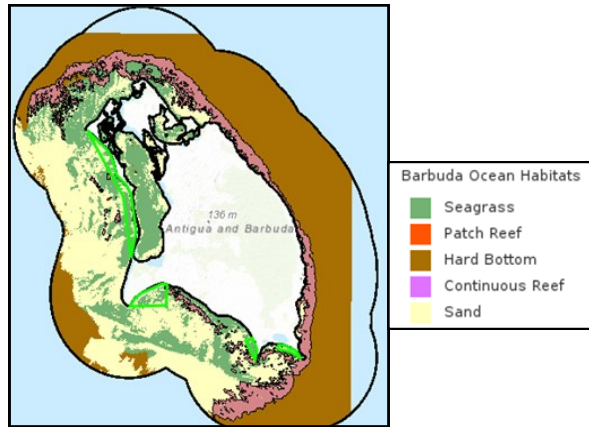 136 m
Antigua and Barbuda
Barbuda Ocean Habitats
Seagrass
Patch Reef
Hard Bottom
Continuous Reef
Sand